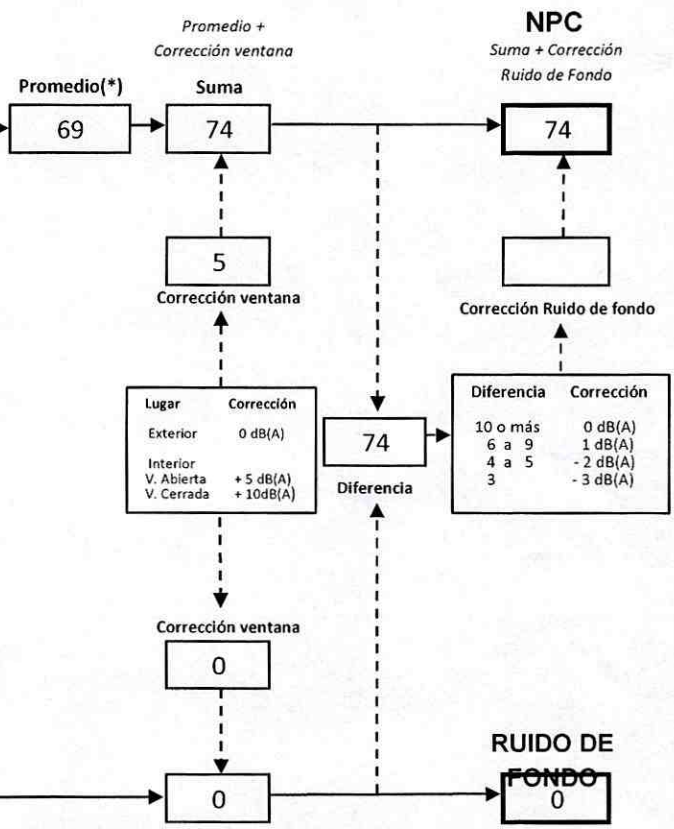 Promedio +
Corrección ventana
NPC
Suma + Corrección
Ruido de Fondo
Promedio(*)
Suma
69
74
74
5
Corrección ventana
Corrección Ruido de fondo
Lugar Corrección
Exterior 0 dB(A)
Interior
V. Abierta + 5 dB(A)
V. Cerrada + 10dB(A)
74
Diferencia
Diferencia Corrección
10 o más 0 dB(A)
6 a 9 1 dB(A)
4 a 5 - 2 dB(A)
3 - 3 dB(A)
Corrección ventana
0
RUIDO DE
FONDO
0
0